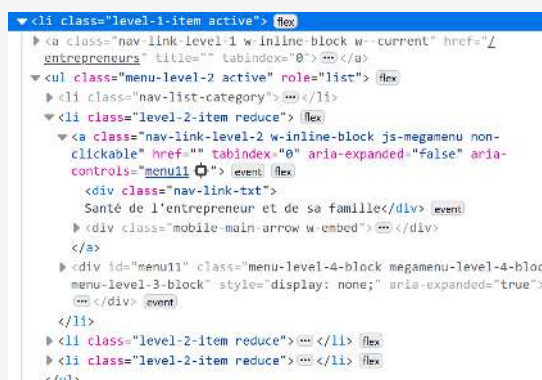 <li class="level-1-item active"> flex
<a class="nav-link-level-1 w-inline-block w--current" href="/
entrepreneurs" title="" tabindex="0"> ⋯ </a>
<ul class="menu-level-2 active" role="list"> flex
<li class="nav-list-category"> ⋯ </li>
<li class="level-2-item reduce"> flex
<a class="nav-link-level-2 w-inline-block js-megamenu non-
clickable" href="" tabindex="0" aria-expanded="false" aria-
controls="menu11"> event flex
<div class="nav-link-txt">
Santé de l'entrepreneur et de sa famille</div> event
<div class="mobile-main-arrow w-embed"> ⋯ </div>
</a>
<div id="menu11" class="menu-level-4-block megamenu-level-4-bloc
menu-level-3-block" style="display: none;" aria-expanded="true">
⋯ </div> event
</li>
<li class="level-2-item reduce"> ⋯ </li> flex
<li class="level-2-item reduce"> ⋯ </li> flex
</ul>